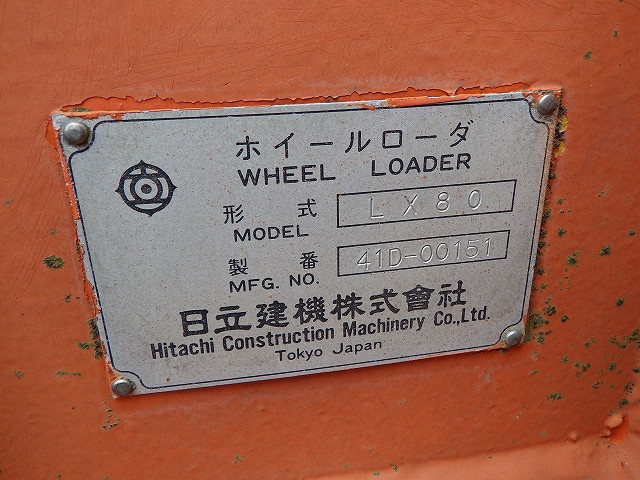 ホイールローダ
WHEEL LOADER
形式 LX80
MODEL
製番 41D-00151
MFG. NO.
日立建機株式會社
Hitachi Construction Machinery Co.,Ltd.
Tokyo Japan